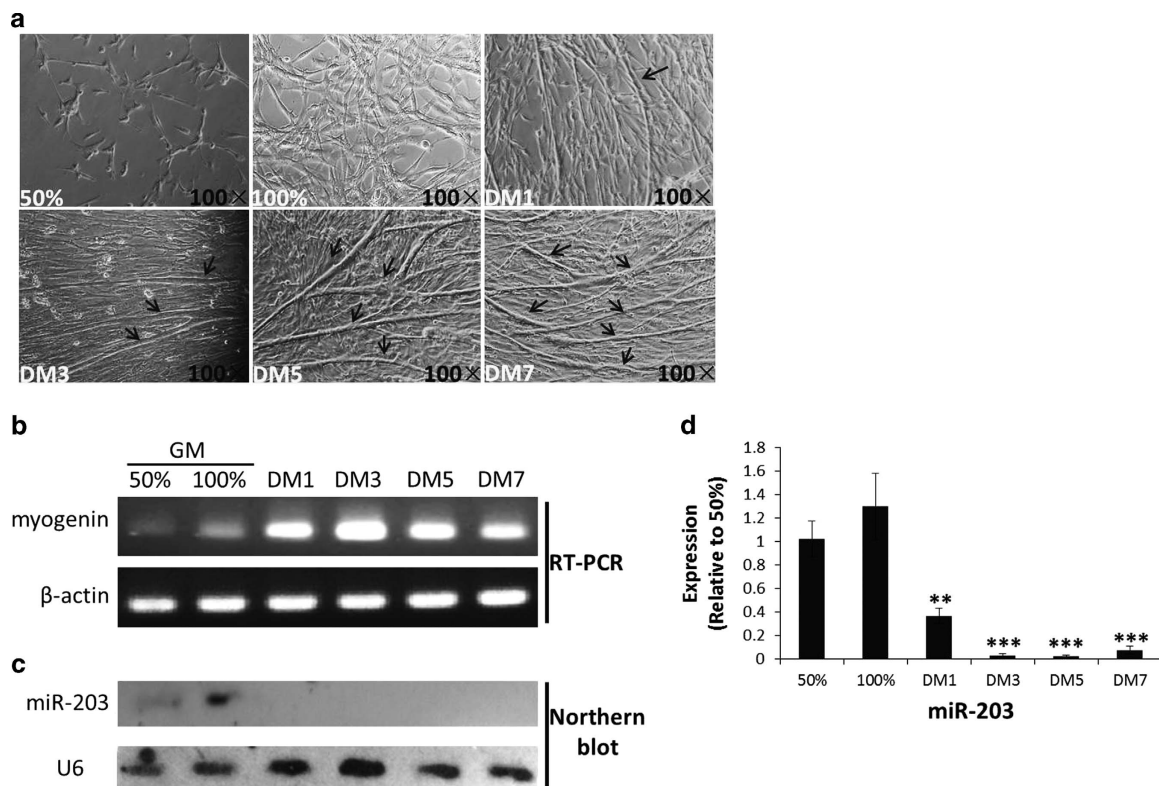 a
50% 100×
100% 100×
DM1 100×
DM3 100×
DM5 100×
DM7 100×
b
GM
50% 100% DM1 DM3 DM5 DM7
myogenin
β-actin
RT-PCR
c
miR-203
U6
Northern
blot
d
Expression
(Relative to 50%)
1.8
1.6
1.4
1.2
1
0.8
0.6
0.4
0.2
0
** *** *** ***
50% 100% DM1 DM3 DM5 DM7
miR-203